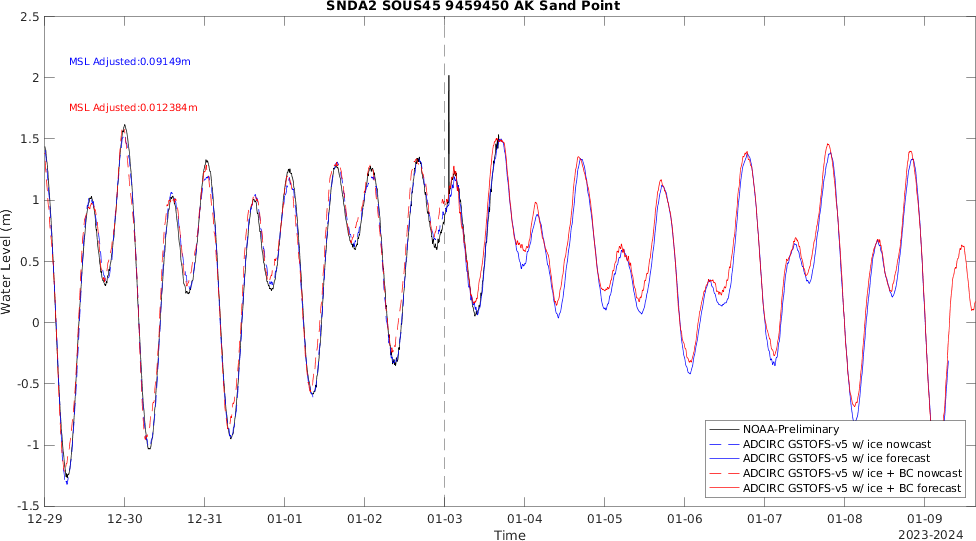 SNDA2 SOUS45 9459450 AK Sand Point
2.5
2
1.5
1
0.5
0
-0.5
-1
-1.5
Water Level (m)
MSL Adjusted:0.09149m
MSL Adjusted:0.012384m
NOAA-Preliminary
ADCIRC GSTOFS-v5 w/ ice nowcast
ADCIRC GSTOFS-v5 w/ ice forecast
ADCIRC GSTOFS-v5 w/ ice + BC nowcast
ADCIRC GSTOFS-v5 w/ ice + BC forecast
12-29 12-30 12-31 01-01 01-02 01-03 01-04 01-05 01-06 01-07 01-08 01-09
Time
2023-2024